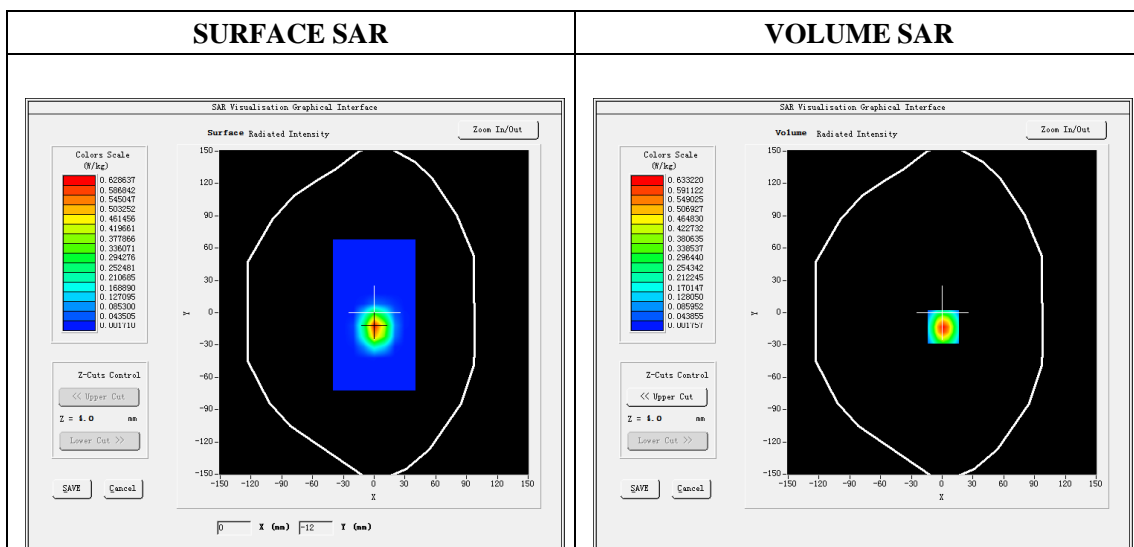 SURFACE SAR
VOLUME SAR
SAR Visualisation Graphical Interface
Surface Radiated Intensity
Zoom In/Out
Colors Scale
(W/kg)
0.628637
0.586842
0.545047
0.503252
0.461456
0.419661
0.377866
0.336071
0.294276
0.252481
0.210685
0.168890
0.127095
0.085300
0.043505
0.001710
150
120
90
60
30
0
-30
-60
-90
-120
-150
Y
-150 -120 -90 -60 -30 0 30 60 90 120 150
X
Z-Cuts Control
<< Upper Cut
Z = 4.0 mm
Lower Cut >>
SAVE Cancel
0 X (mm) -12 Y (mm)
SAR Visualisation Graphical Interface
Volume Radiated Intensity
Zoom In/Out
Colors Scale
(W/kg)
0.633220
0.591122
0.549025
0.506927
0.464830
0.422732
0.380635
0.338537
0.296440
0.254342
0.212245
0.170147
0.128050
0.085952
0.043855
0.001757
150
120
90
60
30
0
-30
-60
-90
-120
-150
Y
-150 -120 -90 -60 -30 0 30 60 90 120 150
X
Z-Cuts Control
<< Upper Cut
Z = 4.0 mm
Lower Cut >>
SAVE Cancel